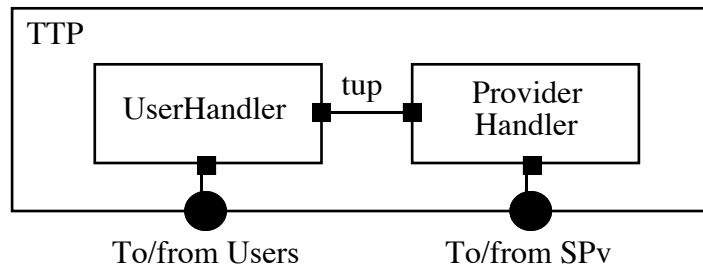 TTP
UserHandler
tup
Provider
Handler
To/from Users
To/from SPv